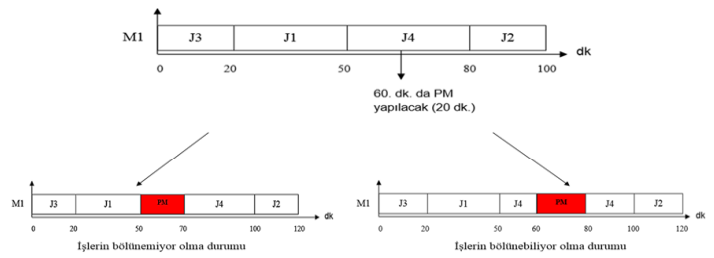 M1 J3 J1 J4 J2
dk
0 20 50 80 100
60. dk. da PM
yapılacak (20 dk.)
M1 J3 J1 PM J4 J2
dk
0 20 50 70 100 120
İşlerin bölünemiyor olma durumu
M1 J3 J1 J4 PM J4 J2
dk
0 20 50 60 80 100 120
İşlerin bölünebiliyor olma durumu